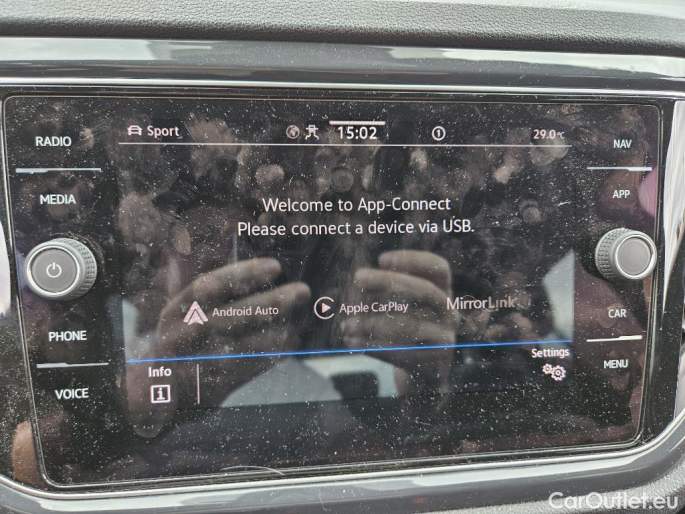 RADIO
MEDIA
PHONE
VOICE
Sport
15:02
1
29.0°C
Welcome to App-Connect
Please connect a device via USB.
Android Auto
Apple CarPlay
MirrorLink
Info
i
Settings
NAV
APP
CAR
MENU
CarOutlet.eu